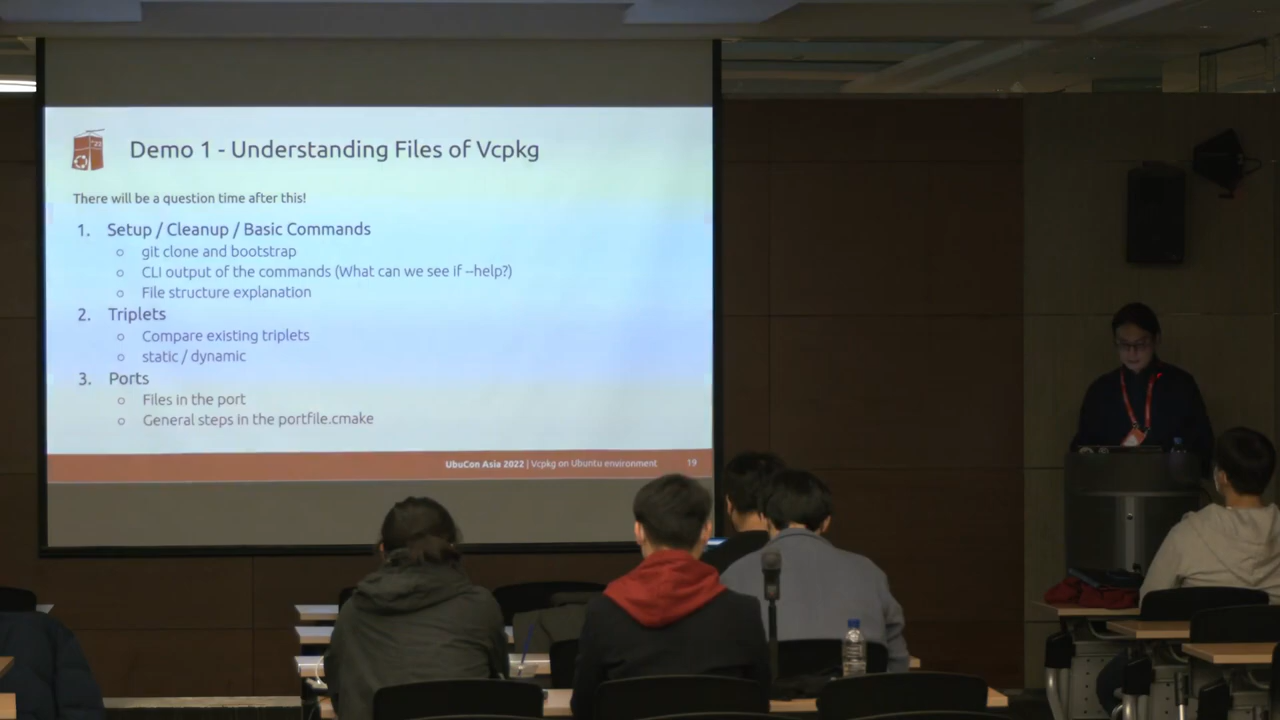 Demo 1 - Understanding Files of Vcpkg
There will be a question time after this!
1. Setup / Cleanup / Basic Commands
○ git clone and bootstrap
○ CLI output of the commands (What can we see if --help?)
○ File structure explanation
2. Triplets
○ Compare existing triplets
○ static / dynamic
3. Ports
○ Files in the port
○ General steps in the portfile.cmake
UbuCon Asia 2022 | Vcpkg on Ubuntu environment 19